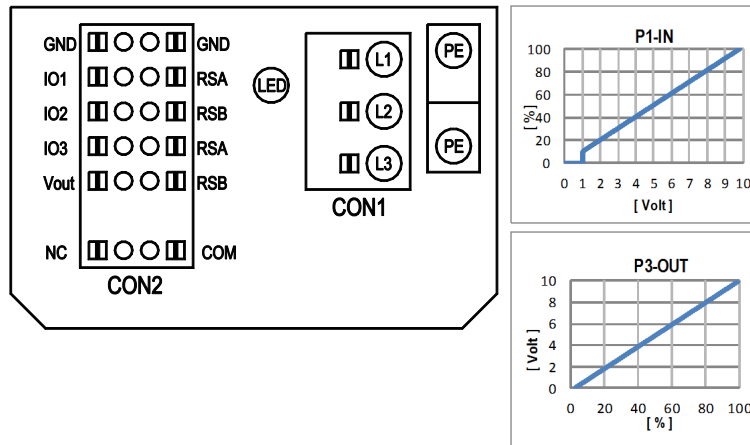 GND GND
IO1 RSA
IO2 RSB
IO3 RSA
Vout RSB
NC COM
CON2
LED
L1
L2
L3
CON1
PE
PE
P1-IN
[ % ]
100
80
60
40
20
0
0 1 2 3 4 5 6 7 8 9 10
[ Volt ]
P3-OUT
[ Volt ]
10
8
6
4
2
0
0 20 40 60 80 100
[ % ]